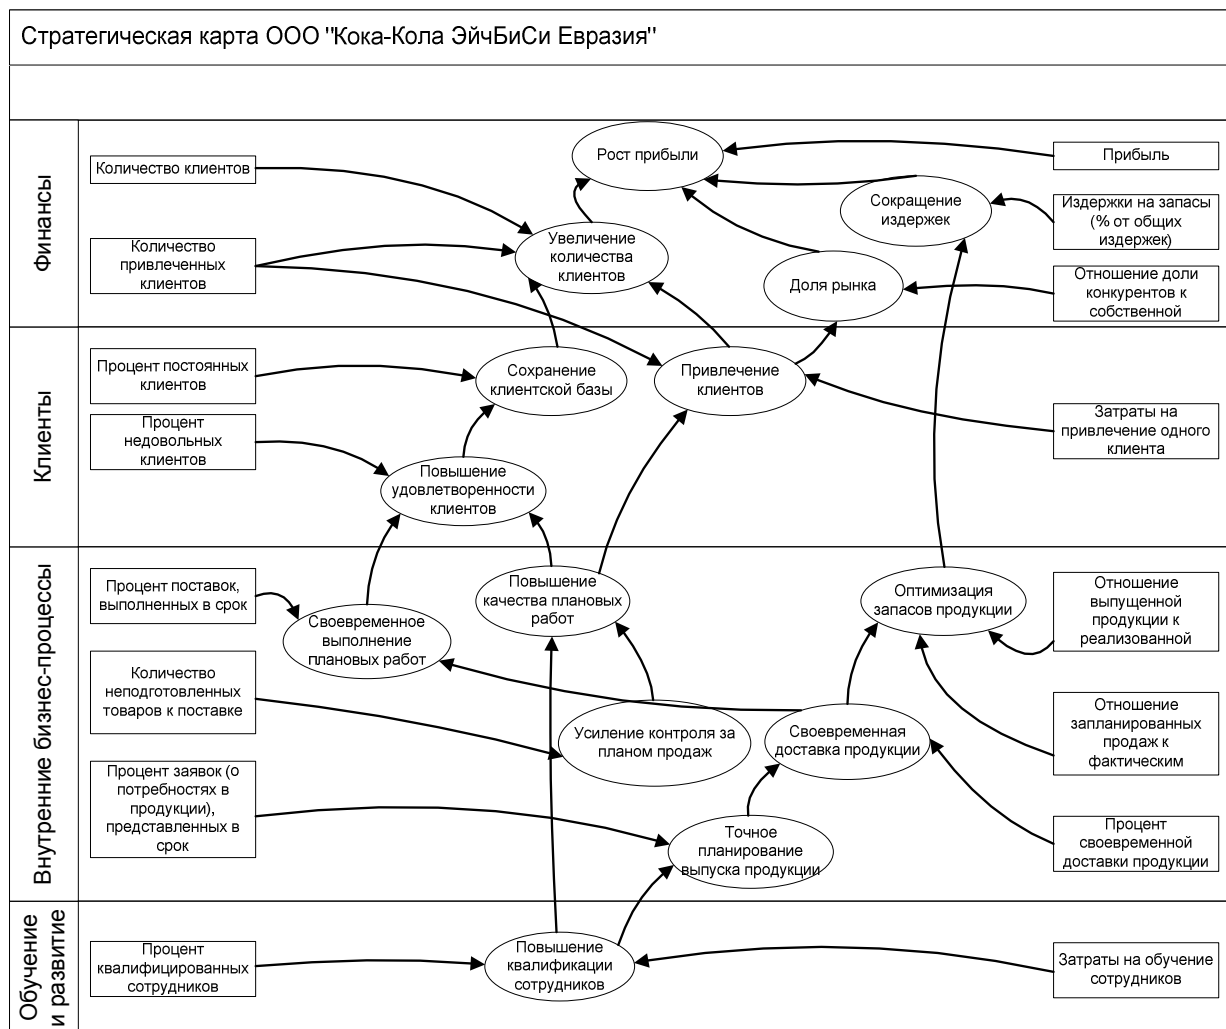 Стратегическая карта ООО "Кока-Кола ЭйчБиСи Евразия"
Финансы
Количество клиентов
Количество
привлеченных
клиентов
Рост прибыли
Увеличение
количества
клиентов
Сокращение
издержек
Доля рынка
Прибыль
Издержки на запасы
(% от общих
издержек)
Отношение доли
конкурентов к
собственной
Клиенты
Процент постоянных
клиентов
Процент
недовольных
клиентов
Сохранение
клиентской базы
Привлечение
клиентов
Повышение
удовлетворенности
клиентов
Затраты на
привлечение одного
клиента
Внутренние бизнес-процессы
Процент поставок,
выполненных в срок
Количество
неподготовленных
товаров к поставке
Процент заявок (о
потребностях в
продукции),
представленных в
срок
Своевременное
выполнение
плановых работ
Повышение
качества плановых
работ
Оптимизация
запасов продукции
Усиление контроля за
планом продаж
Своевременная
доставка продукции
Точное
планирование
выпуска продукции
Отношение
выпущенной
продукции к
реализованной
Отношение
запланированных
продаж к
фактическим
Процент
своевременной
доставки продукции
Обучение
и развитие
Процент
квалифицированных
сотрудников
Повышение
квалификации
сотрудников
Затраты на обучение
сотрудников